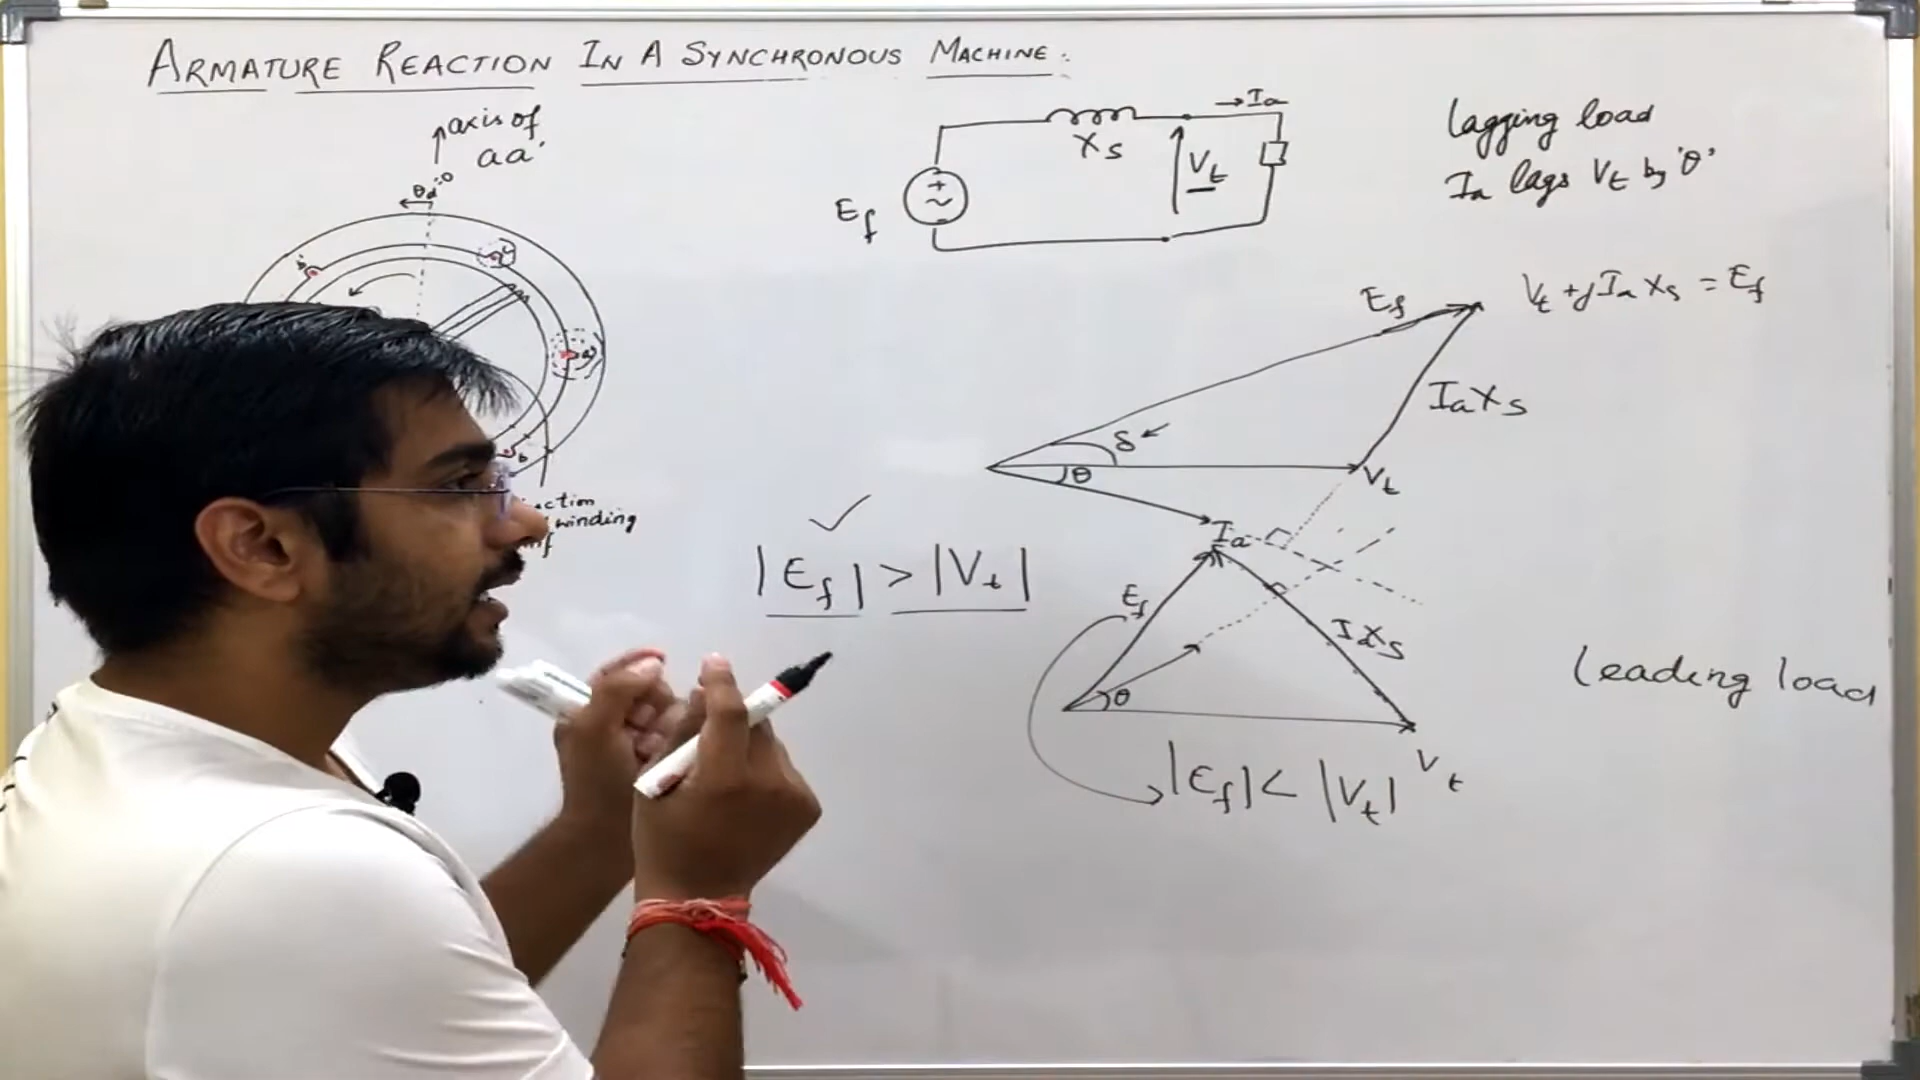 ARMATURE REACTION IN A SYNCHRONOUS MACHINE.
axis of
aa'
b'
c
a'
b
ction
winding
→Ia
Xs
Vt
+
~
-
Ef
lagging load
Ia lags Vt by 'θ'
Ef
Vt + jIaXs = Ef
IaXs
δ
θ
Vt
Ia
✓
|Ef| > |Vt|
Ef
IaXs
θ
Leading load
|Ef| < |Vt|
Vt